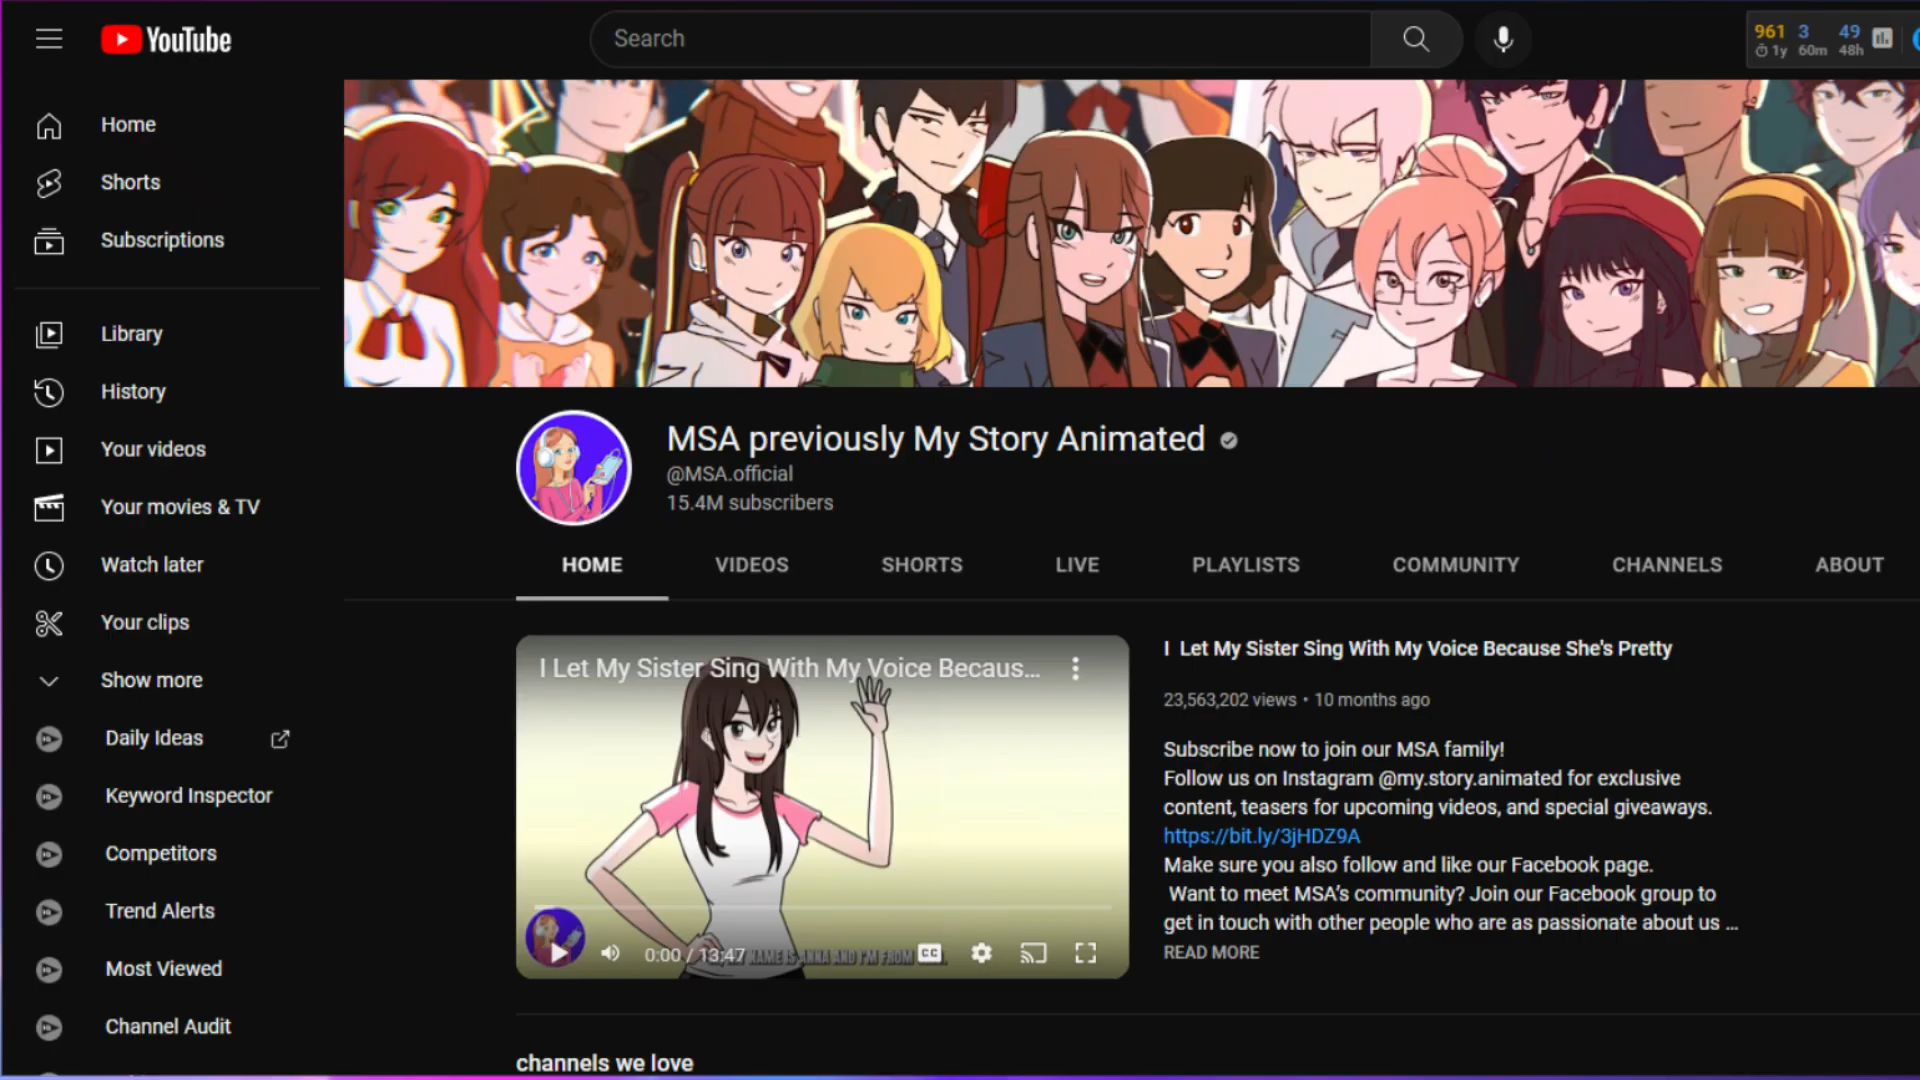 YouTube
Search
961 3 49
1y 60m 48h
Home
Shorts
Subscriptions
Library
History
Your videos
Your movies & TV
Watch later
Your clips
Show more
Daily Ideas
Keyword Inspector
Competitors
Trend Alerts
Most Viewed
Channel Audit
MSA previously My Story Animated
@MSA.official
15.4M subscribers
HOME VIDEOS SHORTS LIVE PLAYLISTS COMMUNITY CHANNELS ABOUT
I Let My Sister Sing With My Voice Becaus...
0:00 / 13:47
NAME IS ANNA AND I'M FROM
CC
I Let My Sister Sing With My Voice Because She's Pretty
23,563,202 views • 10 months ago
Subscribe now to join our MSA family!
Follow us on Instagram @my.story.animated for exclusive
content, teasers for upcoming videos, and special giveaways.
https://bit.ly/3jHDZ9A
Make sure you also follow and like our Facebook page.
Want to meet MSA's community? Join our Facebook group to
get in touch with other people who are as passionate about us ...
READ MORE
channels we love